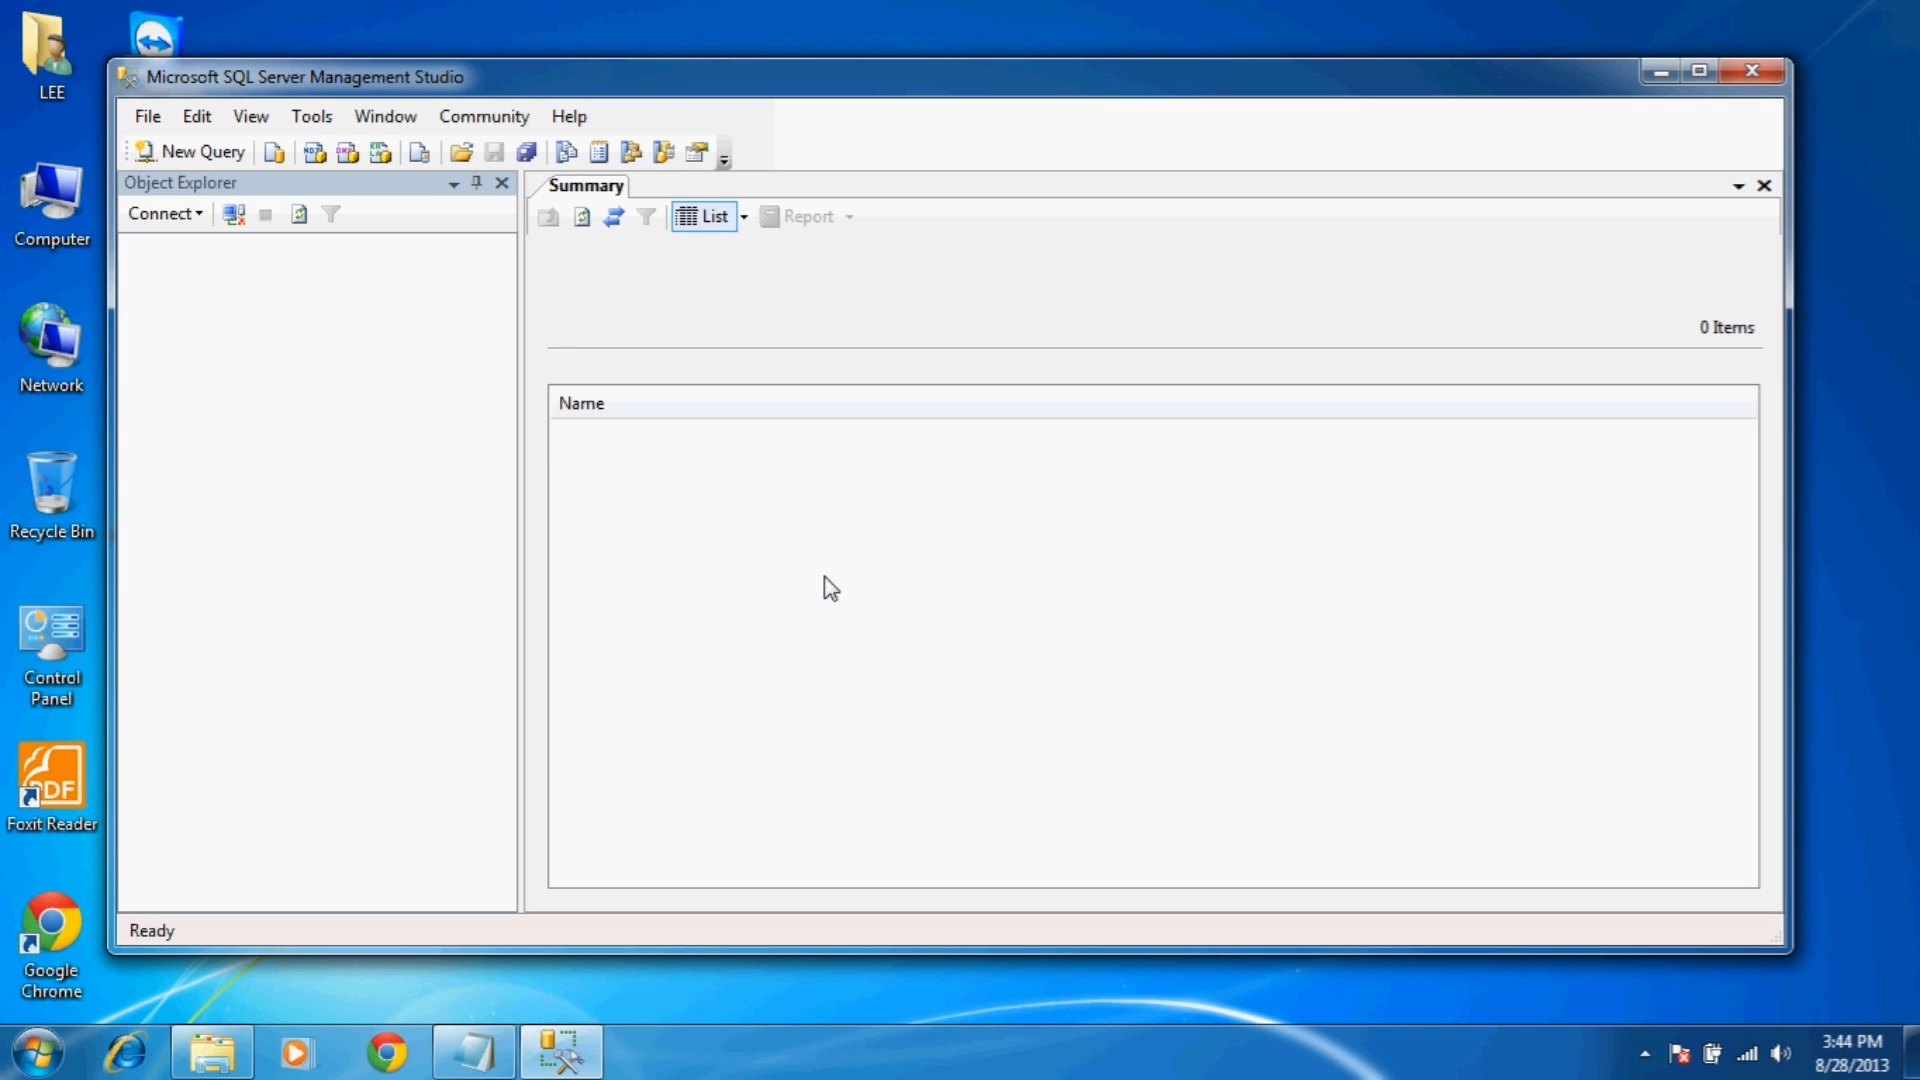 LEE
Computer
Network
Recycle Bin
Control
Panel
PDF
Foxit Reader
Google
Chrome
Microsoft SQL Server Management Studio
File Edit View Tools Window Community Help
New Query
Object Explorer
Connect
Summary
List Report
0 Items
Name
Ready
3:44 PM
8/28/2013